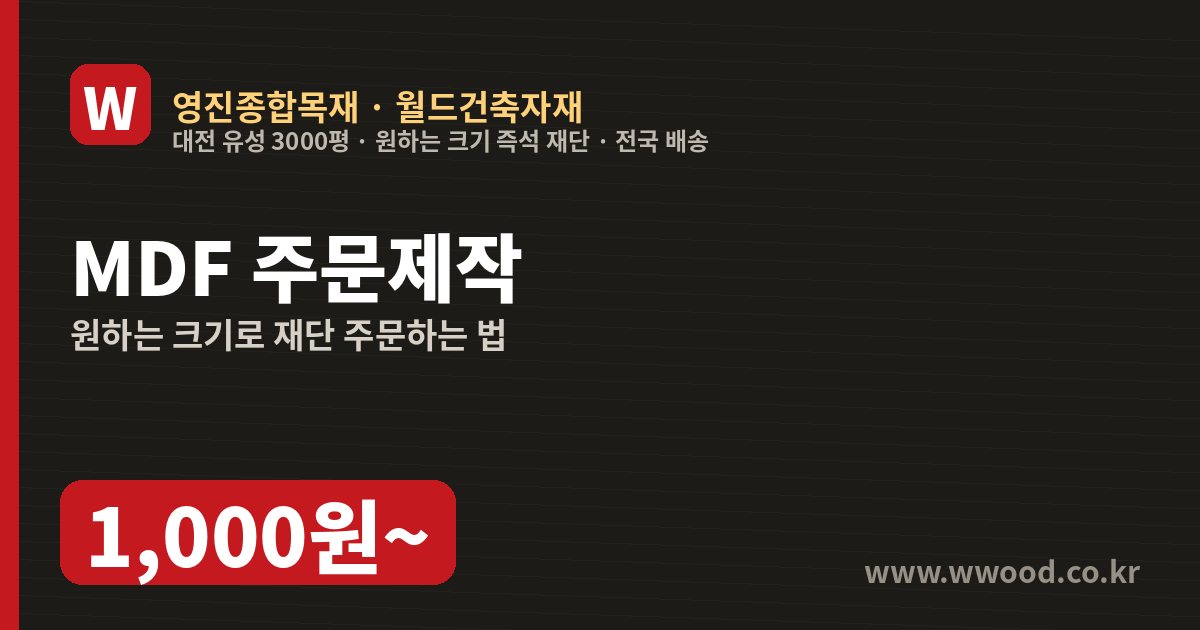 W
영진종합목재 · 월드건축자재
대전 유성 3000평 · 원하는 크기 즉석 재단 · 전국 배송
MDF 주문제작
원하는 크기로 재단 주문하는 법
1,000원~
www.wwood.co.kr